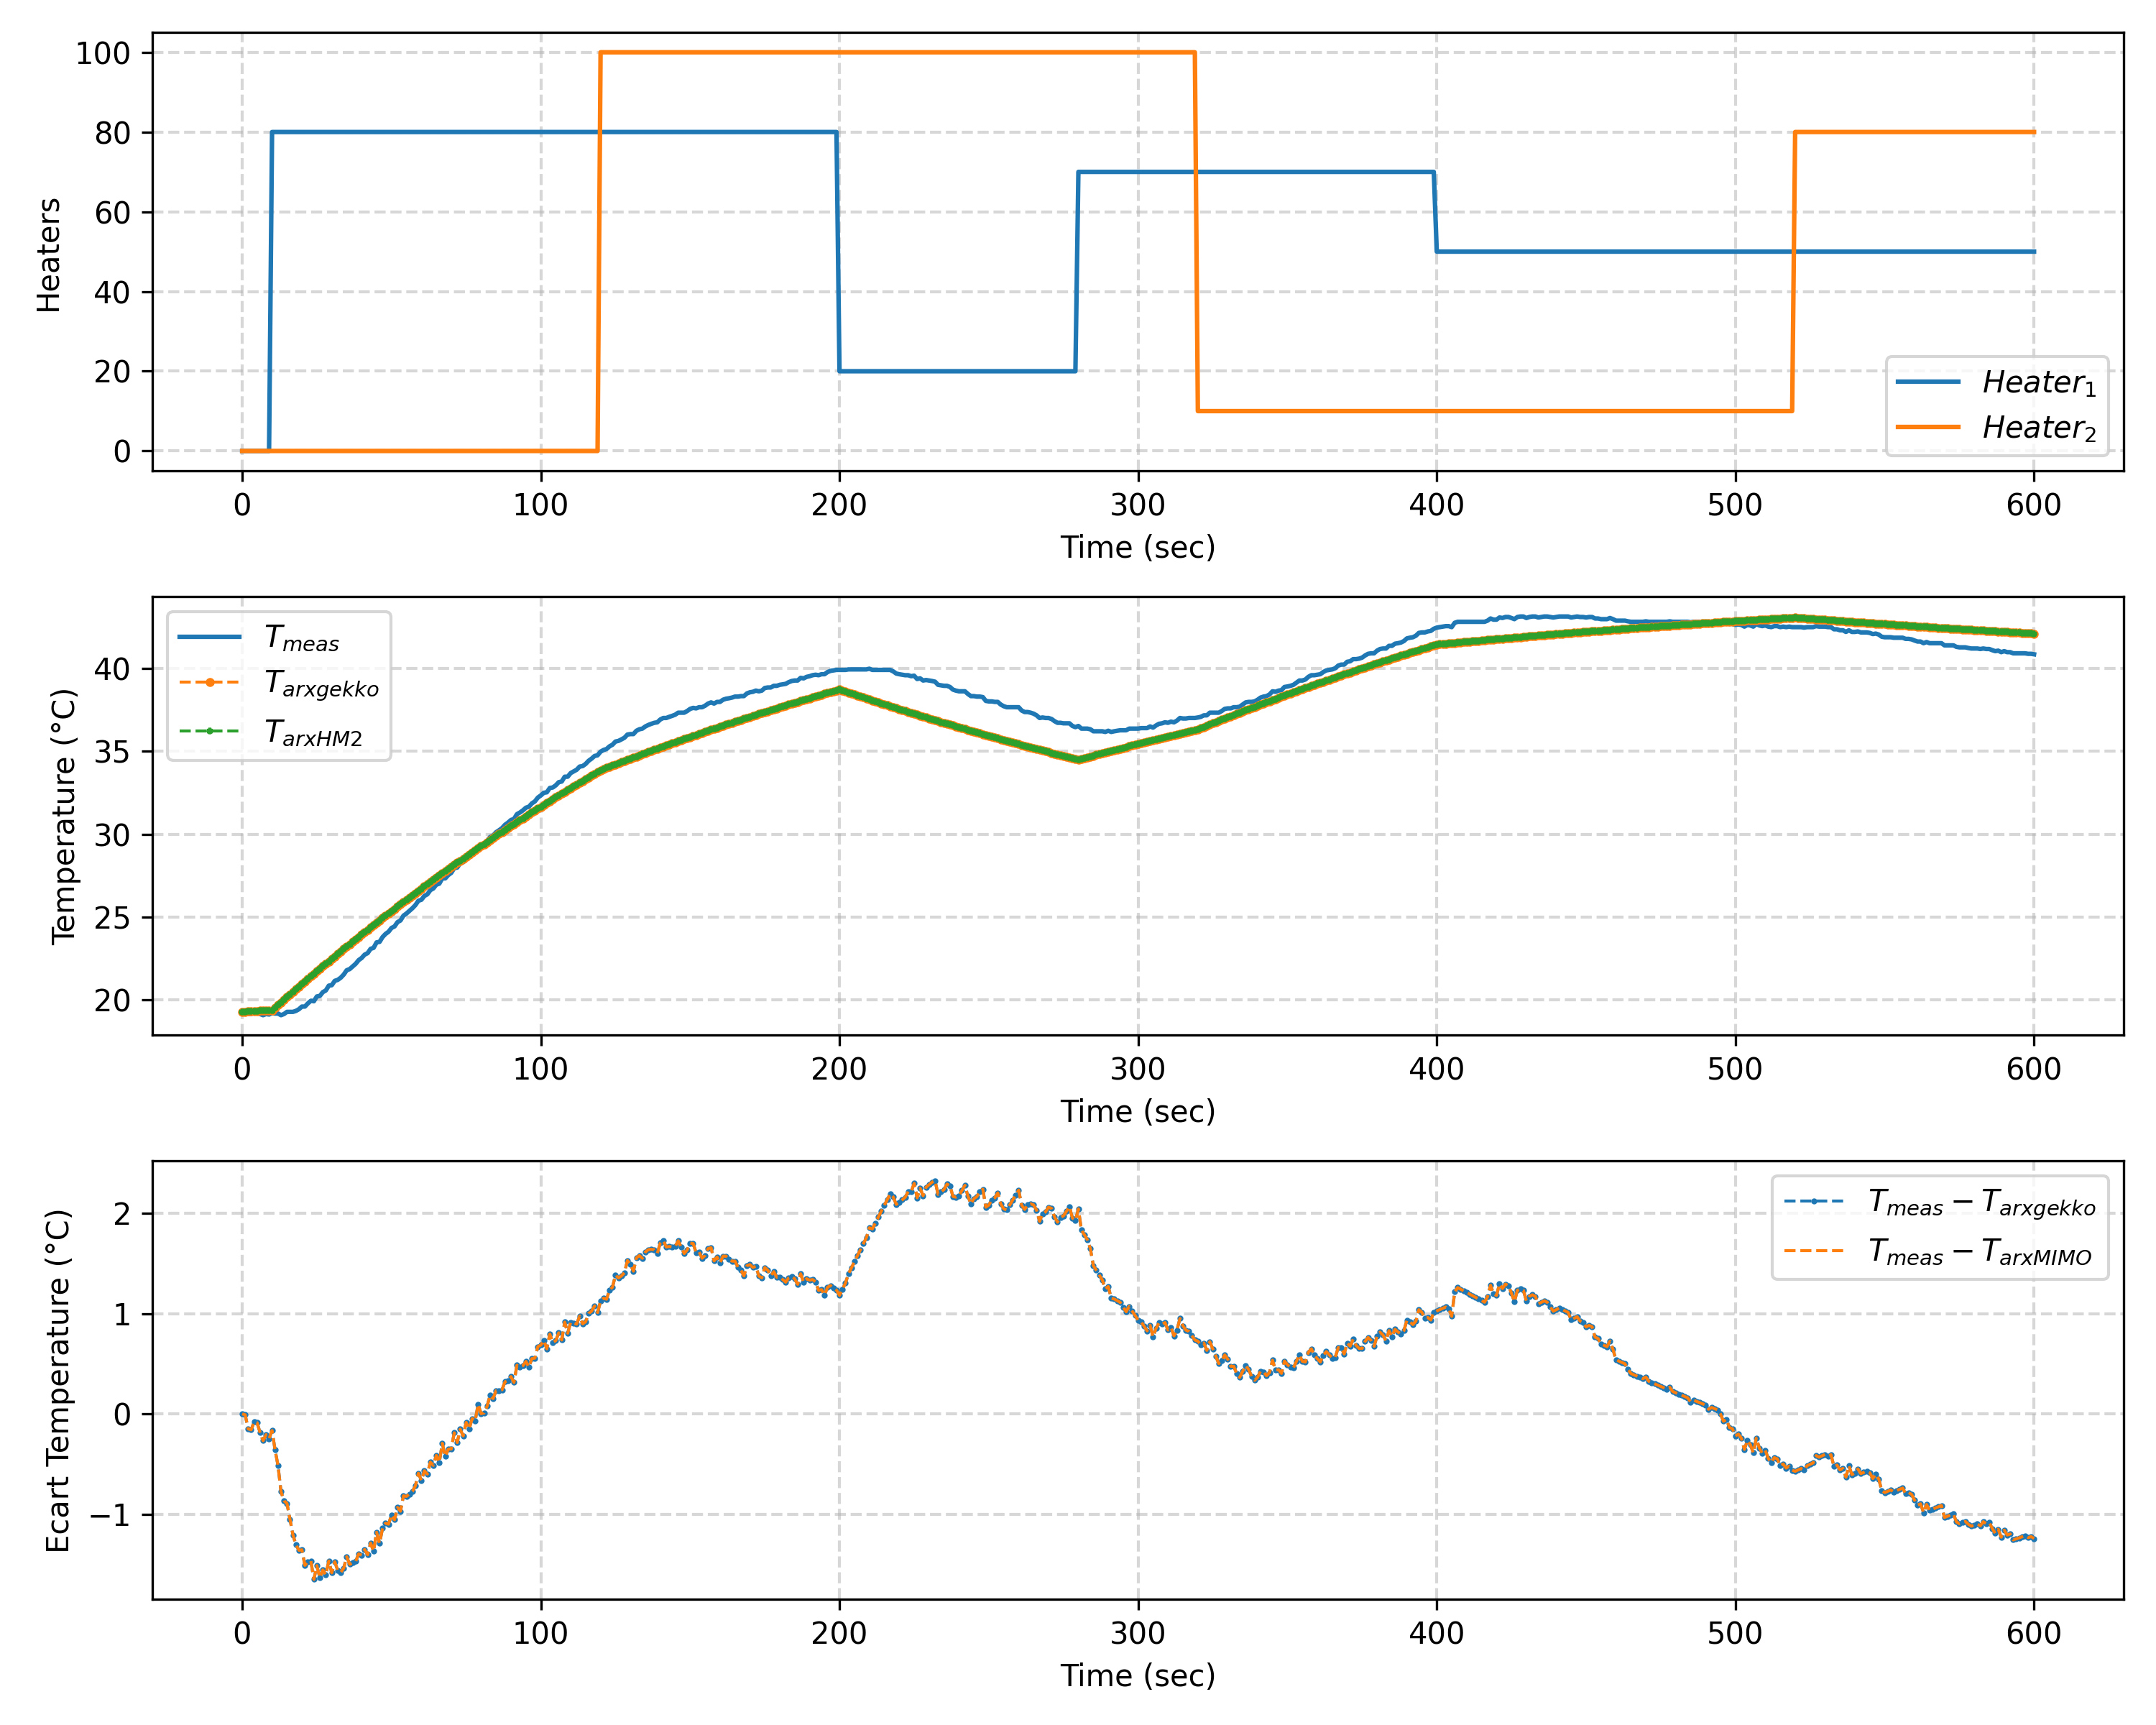 100
80
60
40
20
0
Heaters
Heater1
Heater2
0 100 200 300 400 500 600
Time (sec)
Tmeas
Tarxgekko
TarxHM2
40
35
30
25
20
Temperature (°C)
0 100 200 300 400 500 600
Time (sec)
Tmeas − Tarxgekko
Tmeas − TarxMIMO
2
1
0
−1
Ecart Temperature (°C)
0 100 200 300 400 500 600
Time (sec)